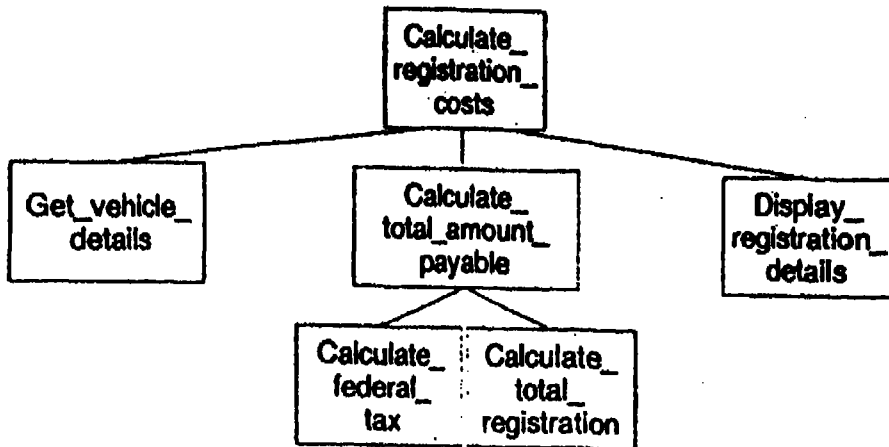 Calculate_
registration_
costs
Get_vehicle_
details
Calculate_
total_amount_
payable
Display_
registration_
details
Calculate_
federal_
tax
Calculate_
total_
registration